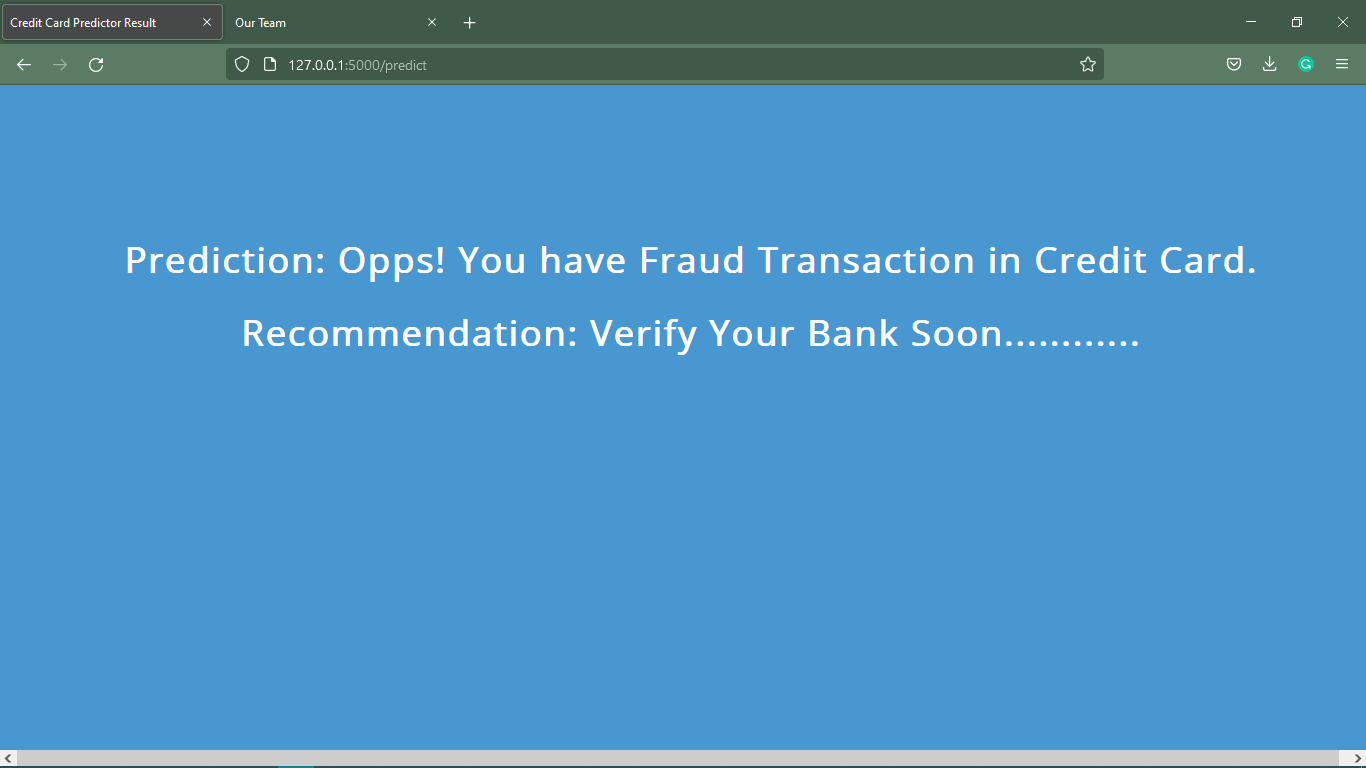 Credit Card Predictor Result
Our Team
127.0.0.1:5000/predict
Prediction: Opps! You have Fraud Transaction in Credit Card.
Recommendation: Verify Your Bank Soon............